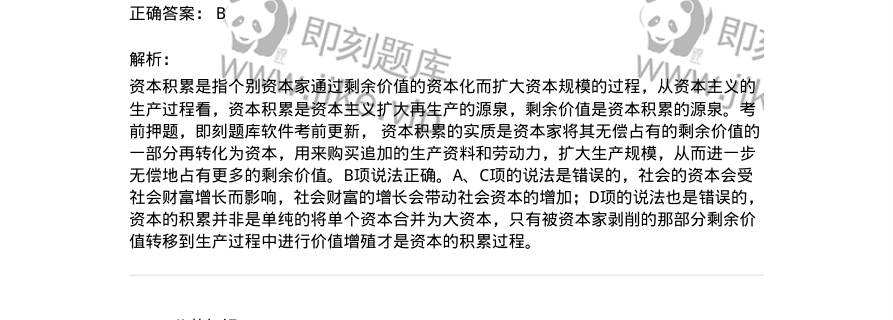 正确答案： B
解析：
资本积累是指个别资本家通过剩余价值的资本化而扩大资本规模的过程，从资本主义的
生产过程看，资本积累是资本主义扩大再生产的源泉，剩余价值是资本积累的源泉。考
前押题，即刻题库软件考前更新， 资本积累的实质是资本家将其无偿占有的剩余价值的
一部分再转化为资本，用来购买追加的生产资料和劳动力，扩大生产规模，从而进一步
无偿地占有更多的剩余价值。B项说法正确。A、C项的说法是错误的，社会的资本会受
社会财富增长而影响，社会财富的增长会带动社会资本的增加；D项的说法也是错误的，
资本的积累并非是单纯的将单个资本合并为大资本，只有被资本家剥削的那部分剩余价
值转移到生产过程中进行价值增殖才是资本的积累过程。
即刻题库
www.jike.vip
即刻
www.